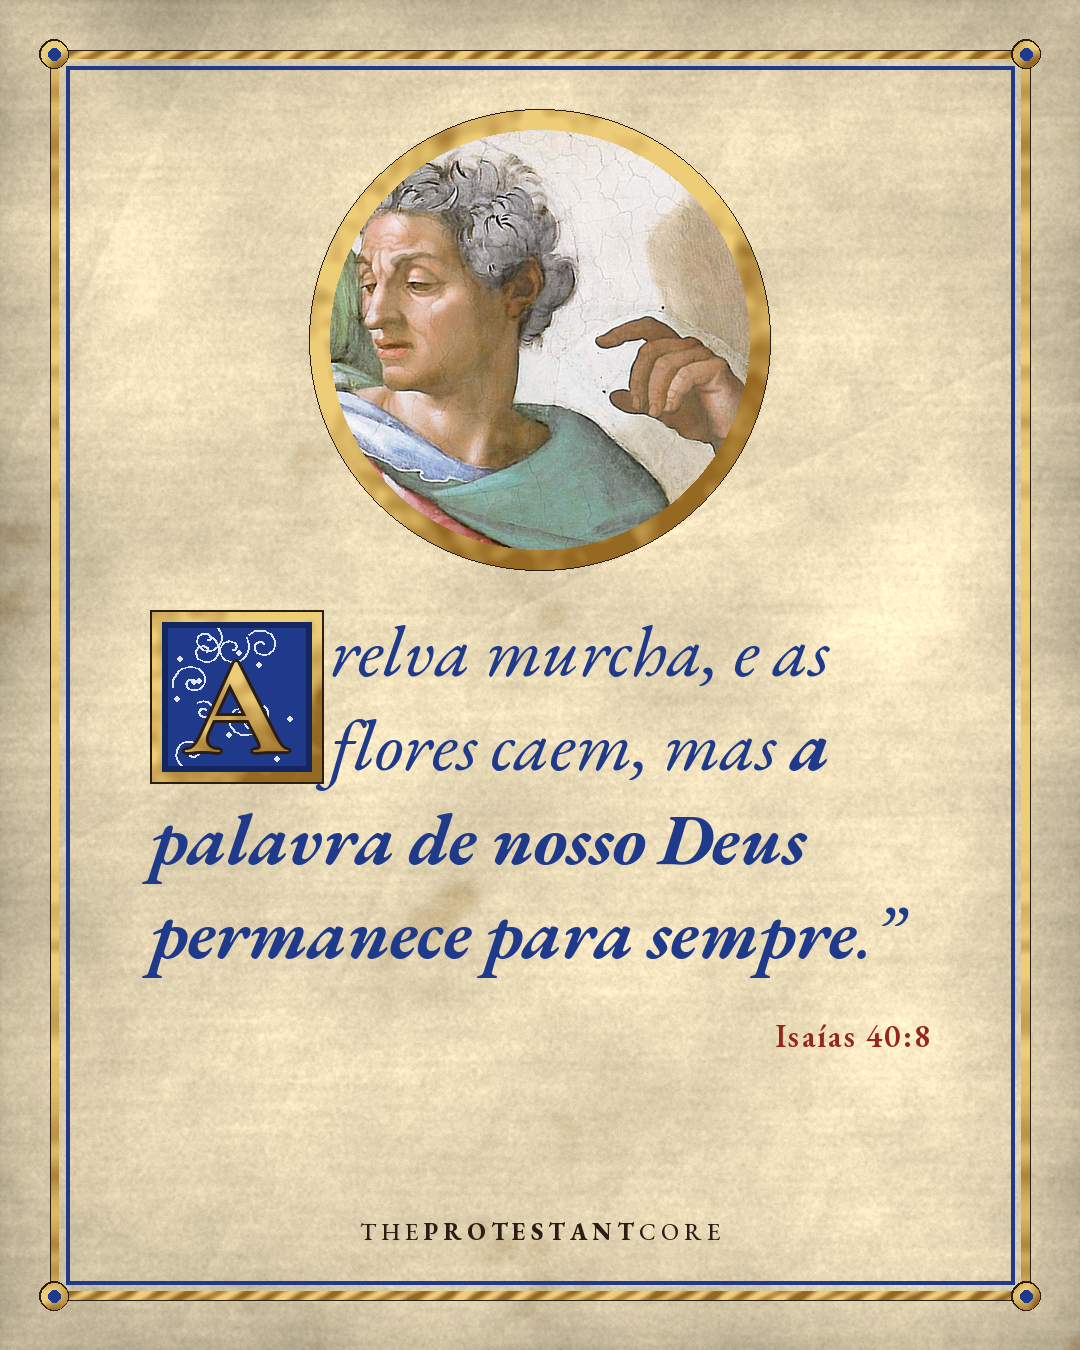 A relva murcha, e as
flores caem, mas a
palavra de nosso Deus
permanece para sempre.”
Isaías 40:8
THEPROTESTANTCORE